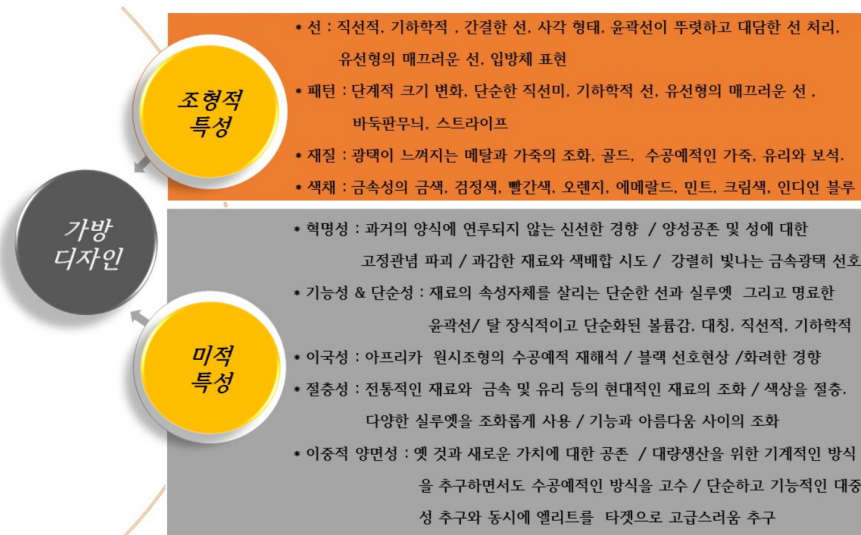 * 선 : 직선적, 기하학적 , 간결한 선, 사각 형태, 윤곽선이 뚜렷하고 대담한 선 처리,
유선형의 매끄러운 선, 입방체 표현
* 패턴 : 단계적 크기 변화, 단순한 직선미, 기하학적 선, 유선형의 매끄러운 선 ,
바둑판무늬, 스트라이프
* 재질 : 광택이 느껴지는 메탈과 가죽의 조화, 골드, 수공예적인 가죽, 유리와 보석.
* 색채 : 금속성의 금색, 검정색, 빨간색, 오렌지, 에메랄드, 민트, 크림색, 인디언 블루
조형적
특성
가방
디자인
* 혁명성 : 과거의 양식에 연루되지 않는 신선한 경향 / 양성공존 및 성에 대한
고정관념 파괴 / 과감한 재료와 색배합 시도 / 강렬히 빛나는 금속광택 선호
* 기능성 & 단순성 : 재료의 속성자체를 살리는 단순한 선과 실루엣 그리고 명료한
윤곽선/ 탈 장식적이고 단순화된 볼륨감, 대칭, 직선적, 기하학적
* 이국성 : 아프리카 원시조형의 수공예적 재해석 / 블랙 선호현상 /화려한 경향
* 절충성 : 전통적인 재료와 금속 및 유리 등의 현대적인 재료의 조화 / 색상을 절충.
다양한 실루엣을 조화롭게 사용 / 기능과 아름다움 사이의 조화
* 이중적 양면성 : 옛 것과 새로운 가치에 대한 공존 / 대량생산을 위한 기계적인 방식
을 추구하면서도 수공예적인 방식을 고수 / 단순하고 기능적인 대중
성 추구와 동시에 엘리트를 타겟으로 고급스러움 추구
미적
특성